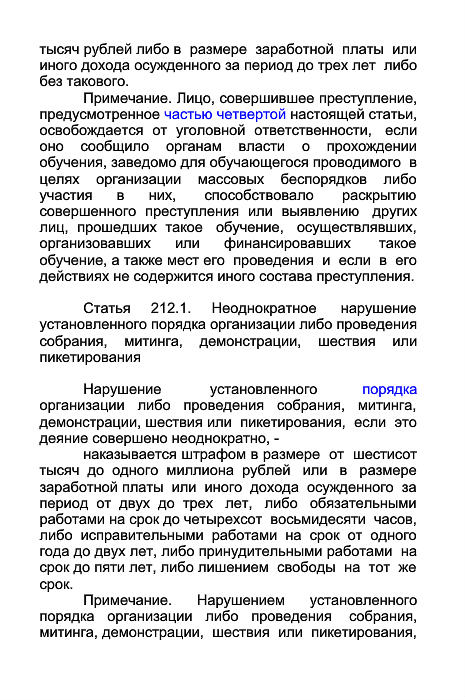 тысяч рублей либо в размере заработной платы или
иного дохода осужденного за период до трех лет либо
без такового.
Примечание. Лицо, совершившее преступление,
предусмотренное частью четвертой настоящей статьи,
освобождается от уголовной ответственности, если
оно сообщило органам власти о прохождении
обучения, заведомо для обучающегося проводимого в
целях организации массовых беспорядков либо
участия в них, способствовало раскрытию
совершенного преступления или выявлению других
лиц, прошедших такое обучение, осуществлявших,
организовавших или финансировавших такое
обучение, а также мест его проведения и если в его
действиях не содержится иного состава преступления.
Статья 212.1. Неоднократное нарушение
установленного порядка организации либо проведения
собрания, митинга, демонстрации, шествия или
пикетирования
Нарушение установленного порядка
организации либо проведения собрания, митинга,
демонстрации, шествия или пикетирования, если это
деяние совершено неоднократно, -
наказывается штрафом в размере от шестисот
тысяч до одного миллиона рублей или в размере
заработной платы или иного дохода осужденного за
период от двух до трех лет, либо обязательными
работами на срок до четырехсот восьмидесяти часов,
либо исправительными работами на срок от одного
года до двух лет, либо принудительными работами на
срок до пяти лет, либо лишением свободы на тот же
срок.
Примечание. Нарушением установленного
порядка организации либо проведения собрания,
митинга, демонстрации, шествия или пикетирования,